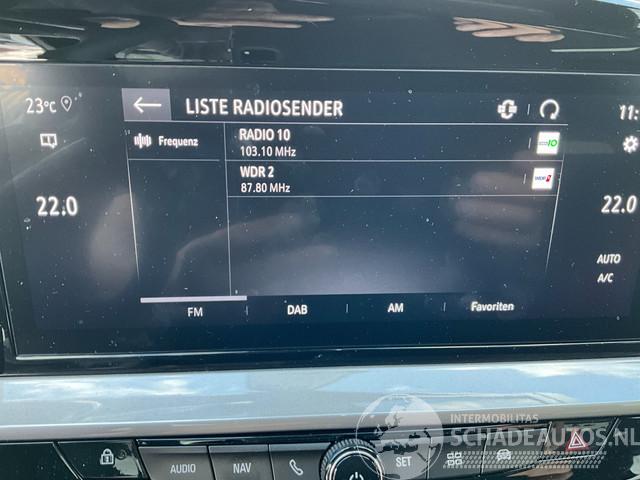 23°C
LISTE RADIOSENDER
11:
Frequenz
RADIO 10
103.10 MHz
WDR 2
87.80 MHz
22.0
22.0
AUTO
A/C
FM
DAB
AM
Favoriten
INTERMOBILITAS
SCHADEAUTOS.NL
AUDIO
NAV
SET